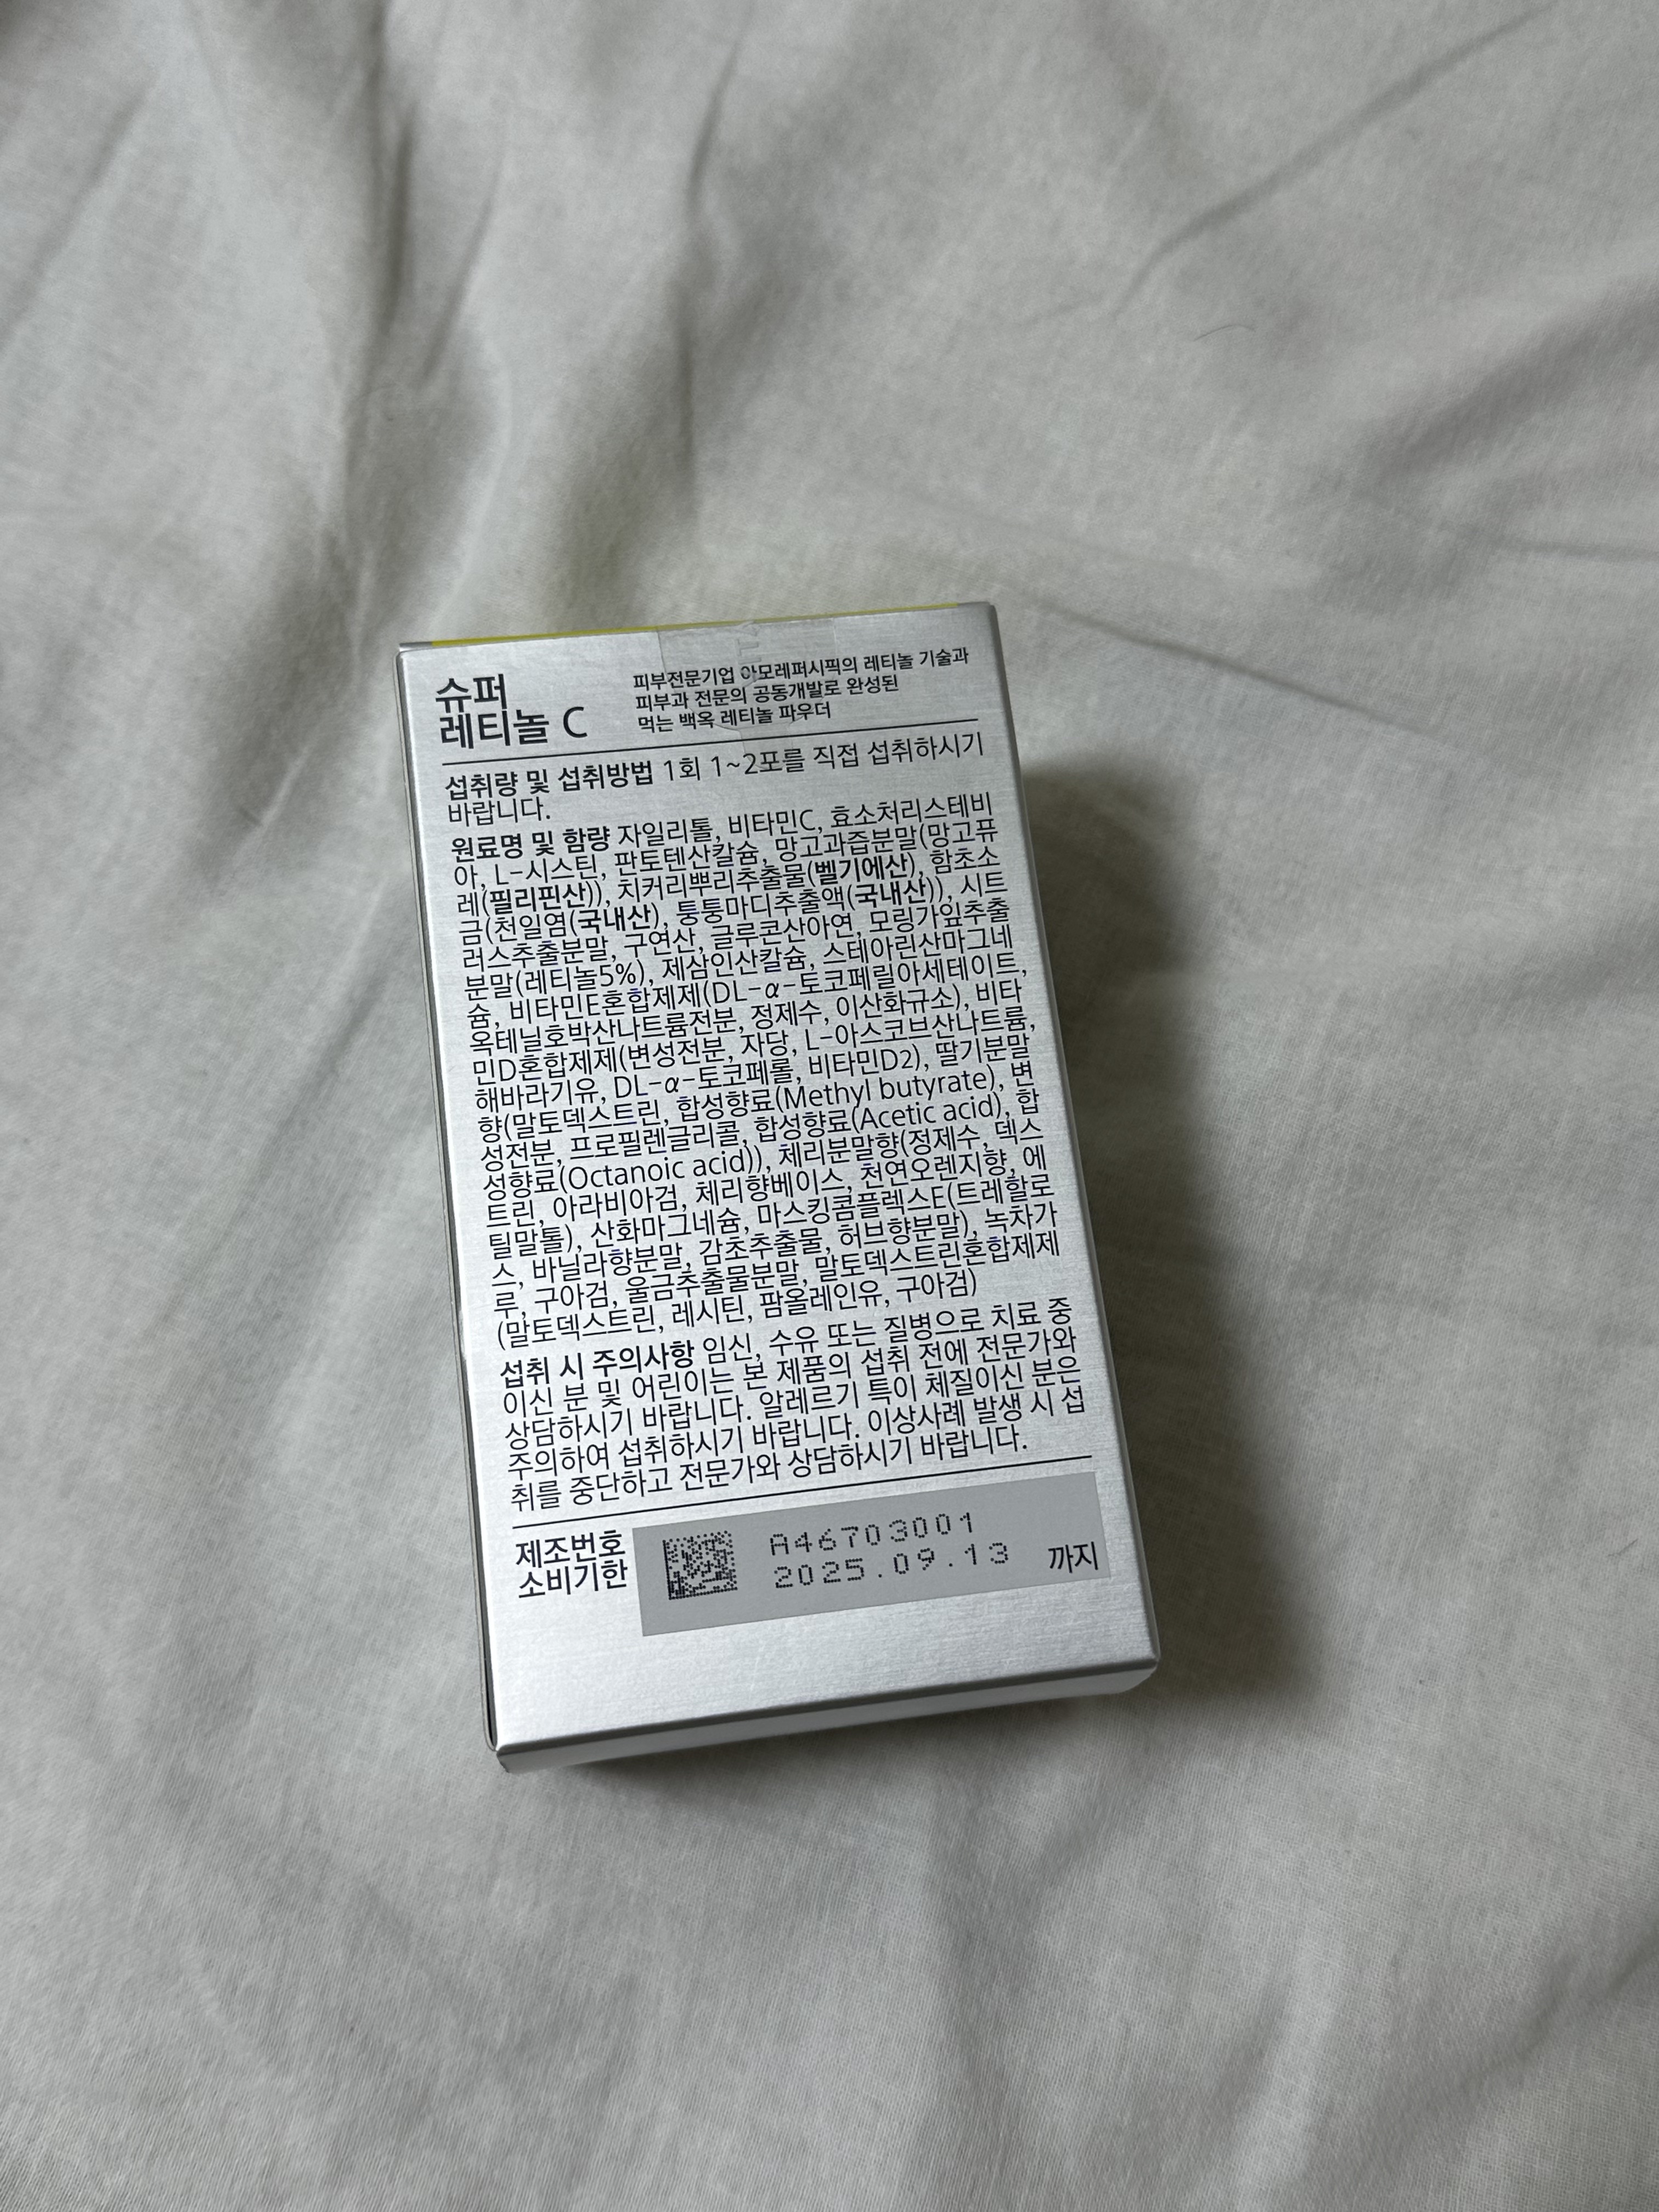 슈퍼
레티놀 C
피부전문기업 아모레퍼시픽의 레티놀 기술과
피부과 전문의 공동개발로 완성된
먹는 백옥 레티놀 파우더
섭취량 및 섭취방법 1회 1~2포를 직접 섭취하시기
바랍니다.
원료명 및 함량 자일리톨, 비타민C, 효소처리스테비
아, L-시스틴, 판토텐산칼슘, 망고과즙분말(망고퓨
레(필리핀산)), 치커리뿌리추출물(벨기에산), 함초소
금(천일염(국내산), 퉁퉁마디추출액(국내산)), 시트
러스추출분말, 구연산, 글루콘산아연, 모링가잎추출
분말(레티놀5%), 제삼인산칼슘, 스테아린산마그네
슘, 비타민E혼합제제(DL-α-토코페릴아세테이트,
옥테닐호박산나트륨전분, 정제수, 이산화규소), 비타
민D혼합제제(변성전분, 자당, L-아스코브산나트륨,
해바라기유, DL-α-토코페롤, 비타민D2), 딸기분말
향(말토덱스트린, 합성향료(Methyl butyrate), 변
성전분, 프로필렌글리콜, 합성향료(Acetic acid), 합
성향료(Octanoic acid)), 체리분말향(정제수, 덱스
트린, 아라비아검, 체리향베이스, 천연오렌지향, 에
틸말톨), 산화마그네슘, 마스킹콤플렉스E(트레할로
스, 바닐라향분말, 감초추출물, 허브향분말), 녹차가
루, 구아검, 울금추출물분말, 말토덱스트린혼합제제
(말토덱스트린, 레시틴, 팜올레인유, 구아검)
섭취 시 주의사항 임신, 수유 또는 질병으로 치료 중
이신 분 및 어린이는 본 제품의 섭취 전에 전문가와
상담하시기 바랍니다. 알레르기 특이 체질이신 분은
주의하여 섭취하시기 바랍니다. 이상사례 발생 시 섭
취를 중단하고 전문가와 상담하시기 바랍니다.
제조번호 A46703001
소비기한 2025.09.13 까지